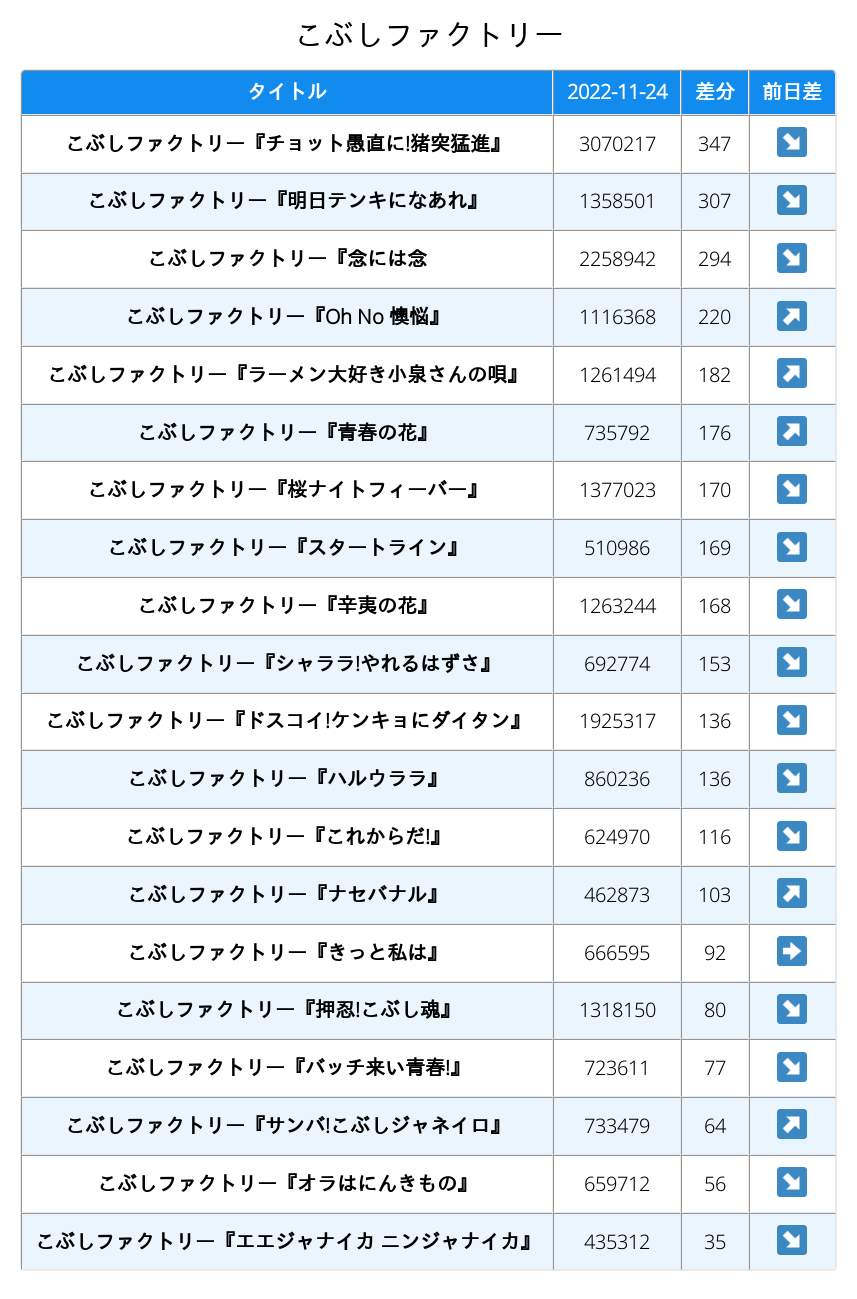 こぶしファクトリー
タイトル 2022-11-24 差分 前日差
こぶしファクトリー『チョット愚直に!猪突猛進』 3070217 347 ↘
こぶしファクトリー『明日テンキになあれ』 1358501 307 ↘
こぶしファクトリー『念には念 2258942 294 ↘
こぶしファクトリー『Oh No 懊悩』 1116368 220 ↗
こぶしファクトリー『ラーメン大好き小泉さんの唄』 1261494 182 ↗
こぶしファクトリー『青春の花』 735792 176 ↗
こぶしファクトリー『桜ナイトフィーバー』 1377023 170 ↘
こぶしファクトリー『スタートライン』 510986 169 ↘
こぶしファクトリー『辛夷の花』 1263244 168 ↘
こぶしファクトリー『シャララ!やれるはずさ』 692774 153 ↘
こぶしファクトリー『ドスコイ!ケンキョにダイタン』 1925317 136 ↘
こぶしファクトリー『ハルウララ』 860236 136 ↘
こぶしファクトリー『これからだ!』 624970 116 ↘
こぶしファクトリー『ナセバナル』 462873 103 ↗
こぶしファクトリー『きっと私は』 666595 92 ➡
こぶしファクトリー『押忍!こぶし魂』 1318150 80 ↘
こぶしファクトリー『バッチ来い青春!』 723611 77 ↘
こぶしファクトリー『サンバ!こぶしジャネイロ』 733479 64 ↗
こぶしファクトリー『オラはにんきもの』 659712 56 ↘
こぶしファクトリー『エエジャナイカ ニンジャナイカ』 435312 35 ↘